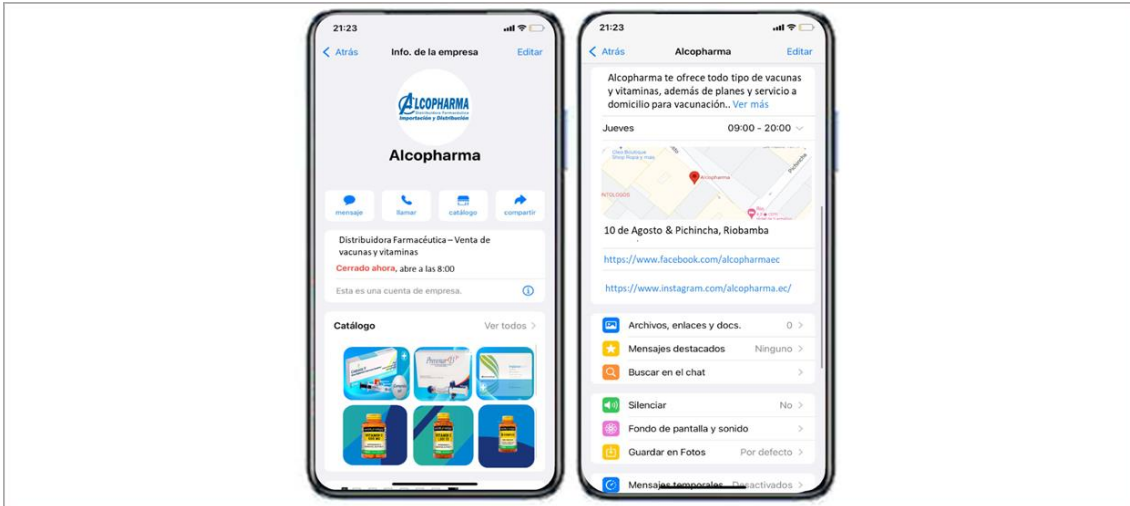 21:23
Atrás
Info. de la empresa
Editar
ALCOPHARMA
Distribuidora Farmacéutica
Importación y Distribución
Alcopharma
mensaje
llamar
catálogo
compartir
Distribuidora Farmacéutica – Venta de
vacunas y vitaminas
Cerrado ahora, abre a las 8:00
Esta es una cuenta de empresa.
Catálogo
Ver todos
VITAMIN E
VITAMIN C
21:23
Atrás
Alcopharma
Editar
Alcopharma te ofrece todo tipo de vacunas
y vitaminas, además de planes y servicio a
domicilio para vacunación.. Ver más
Jueves
09:00 - 20:00
Alcopharma
Pichincha
10 de Agosto & Pichincha, Riobamba
https://www.facebook.com/alcopharmaec
https://www.instagram.com/alcopharma.ec/
Archivos, enlaces y docs.
0
Mensajes destacados
Ninguno
Buscar en el chat
Silenciar
No
Fondo de pantalla y sonido
Guardar en Fotos
Por defecto
Mensajes temporales
Desactivados